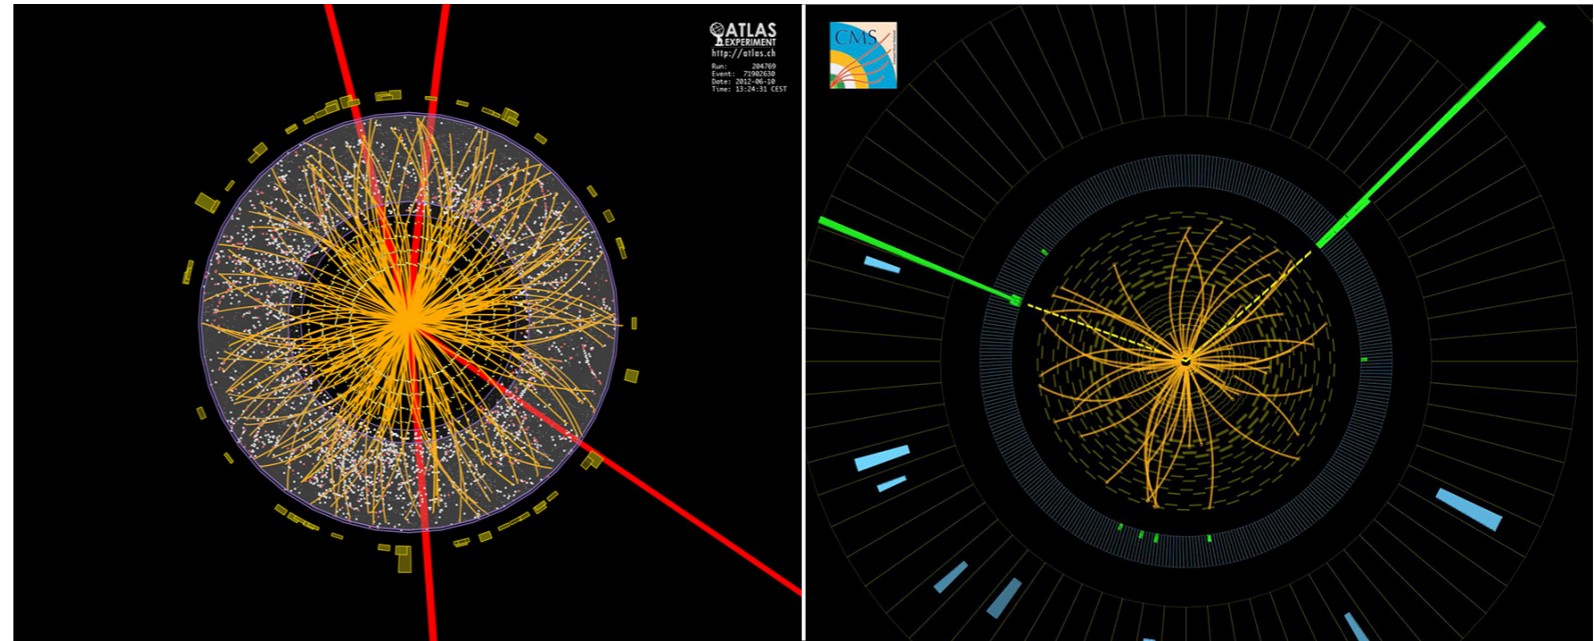 ATLAS
EXPERIMENT
http://atlas.ch
Run: 204769
Event: 71902630
Date: 2012-06-10
Time: 13:24:31 CEST
CMS